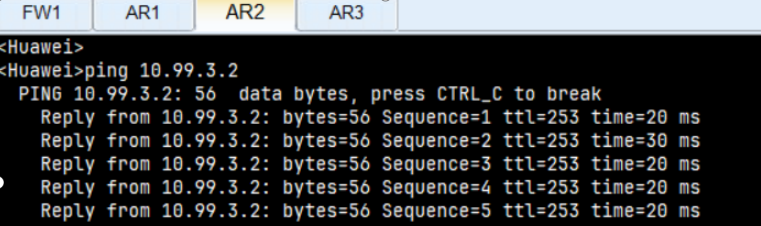 FW1 AR1 AR2 AR3
<Huawei>
<Huawei>ping 10.99.3.2
PING 10.99.3.2: 56  data bytes, press CTRL_C to break
Reply from 10.99.3.2: bytes=56 Sequence=1 ttl=253 time=20 ms
Reply from 10.99.3.2: bytes=56 Sequence=2 ttl=253 time=30 ms
Reply from 10.99.3.2: bytes=56 Sequence=3 ttl=253 time=20 ms
Reply from 10.99.3.2: bytes=56 Sequence=4 ttl=253 time=20 ms
Reply from 10.99.3.2: bytes=56 Sequence=5 ttl=253 time=20 ms